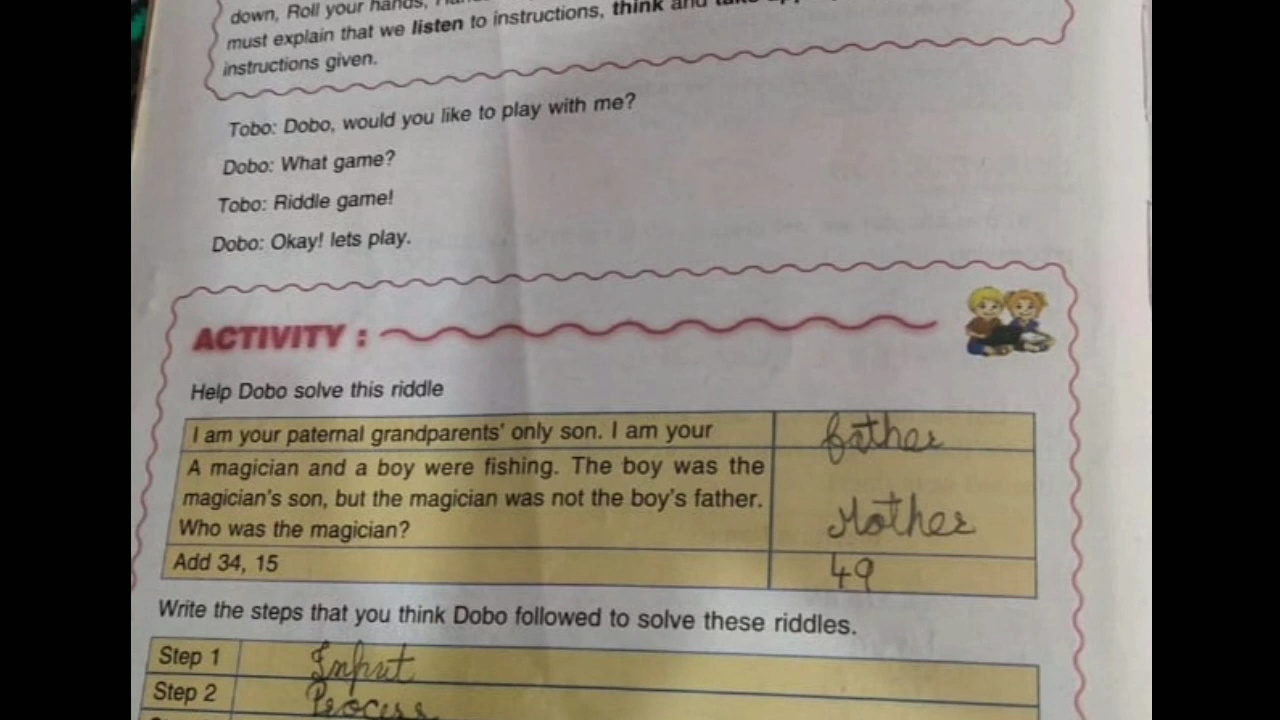 down, Roll your hands,
must explain that we listen to instructions, think and take
instructions given.
Tobo: Dobo, would you like to play with me?
Dobo: What game?
Tobo: Riddle game!
Dobo: Okay! lets play.
ACTIVITY :
Help Dobo solve this riddle
I am your paternal grandparents' only son. I am your father
A magician and a boy were fishing. The boy was the
magician's son, but the magician was not the boy's father.
Who was the magician? Mother
Add 34, 15 49
Write the steps that you think Dobo followed to solve these riddles.
Step 1 Input
Step 2 Process